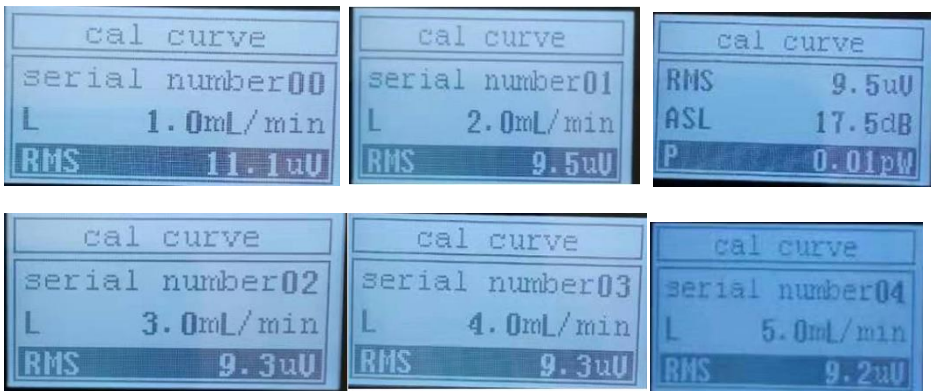 cal curve
serial number00
L 1.0mL/min
RMS 11.1uV
cal curve
serial number01
L 2.0mL/min
RMS 9.5uV
cal curve
RMS 9.5uV
ASL 17.5dB
P 0.01pW
cal curve
serial number02
L 3.0mL/min
RMS 9.3uV
cal curve
serial number03
L 4.0mL/min
RMS 9.3uV
cal curve
serial number04
L 5.0mL/min
RMS 9.2uV